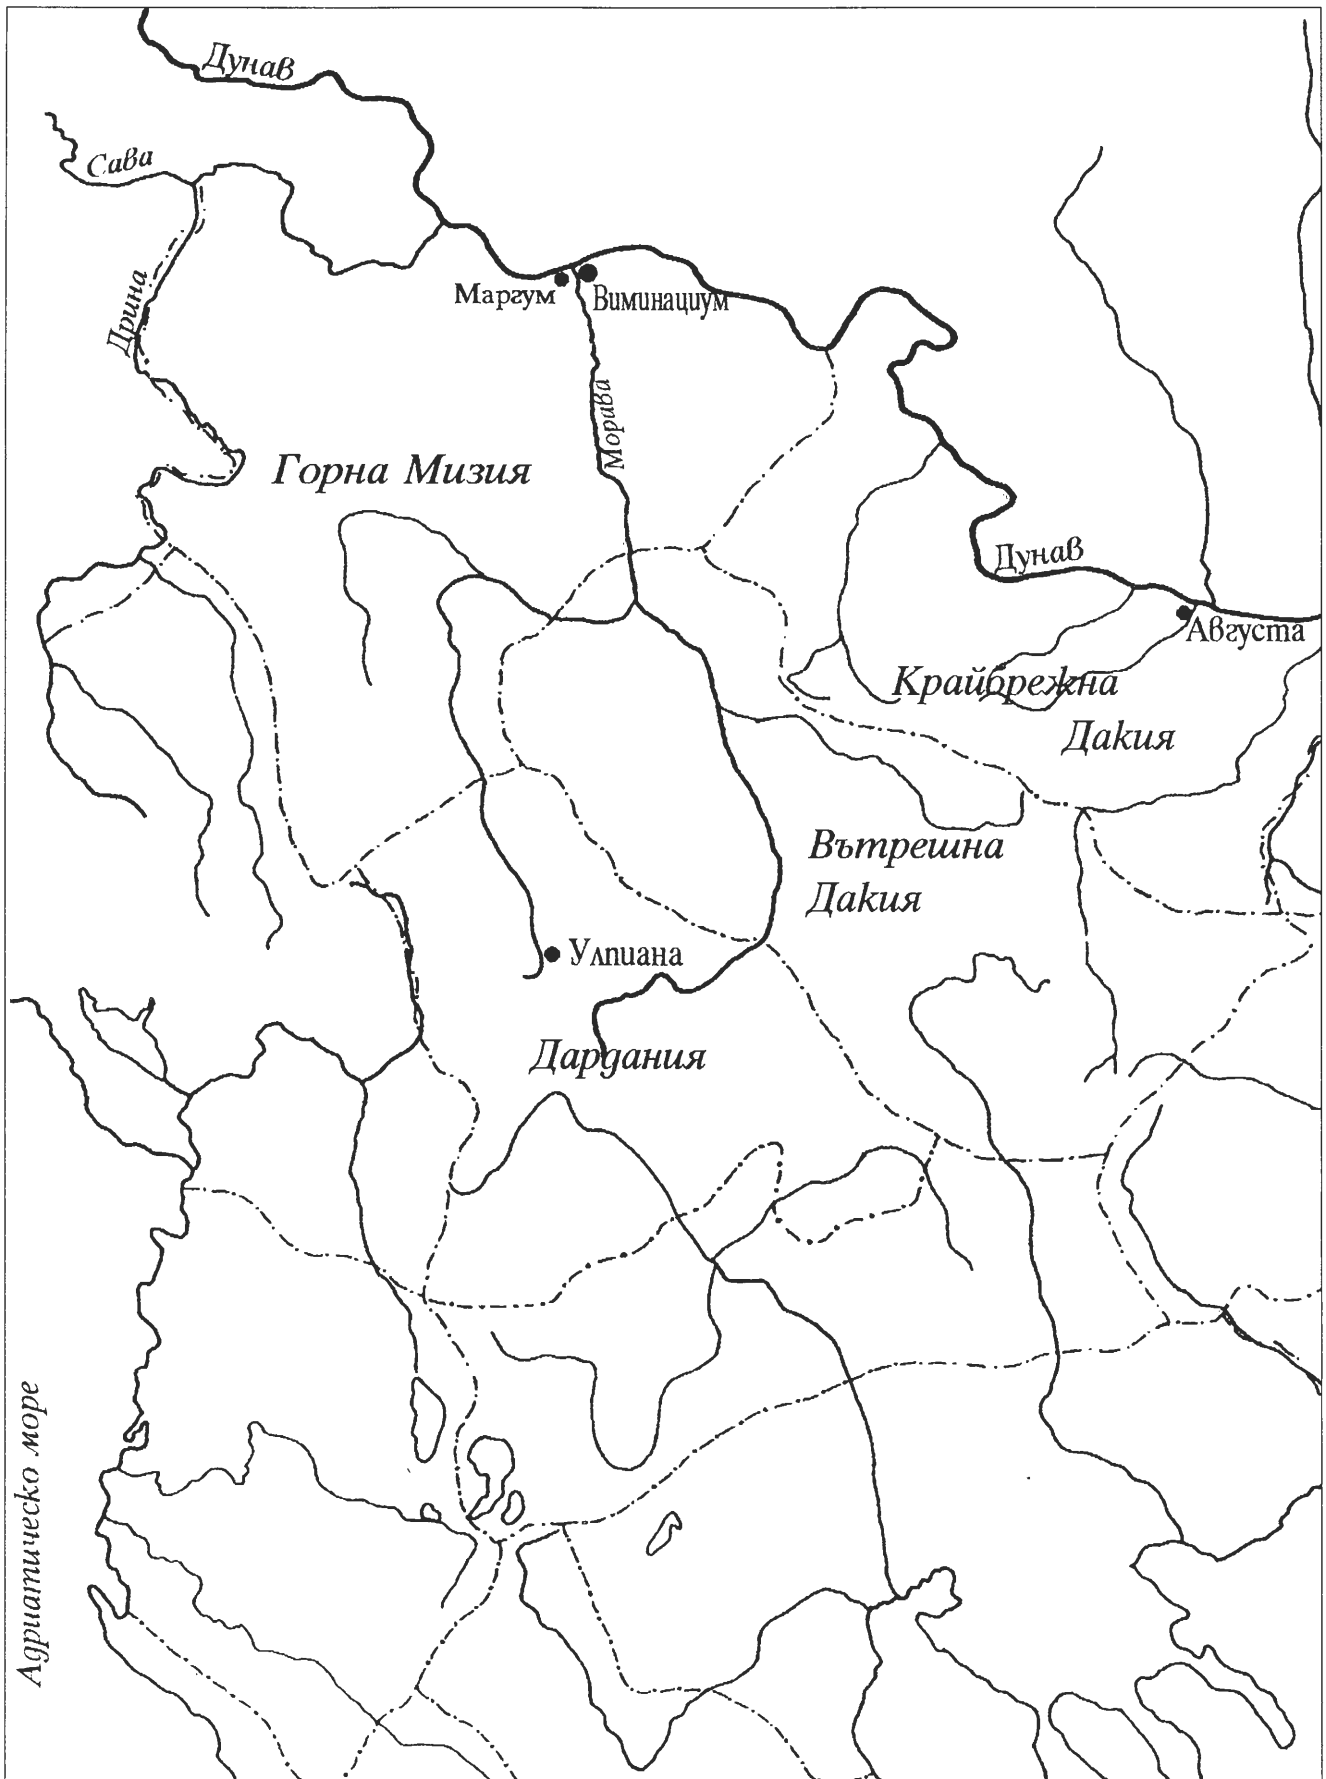 Дунав
Сава
Дрина
Маргум
Виминациум
Морава
Горна Мизия
Дунав
Августа
Крайбрежна
Дакия
Вътрешна
Дакия
Улпиана
Дардания
Адриатическо море